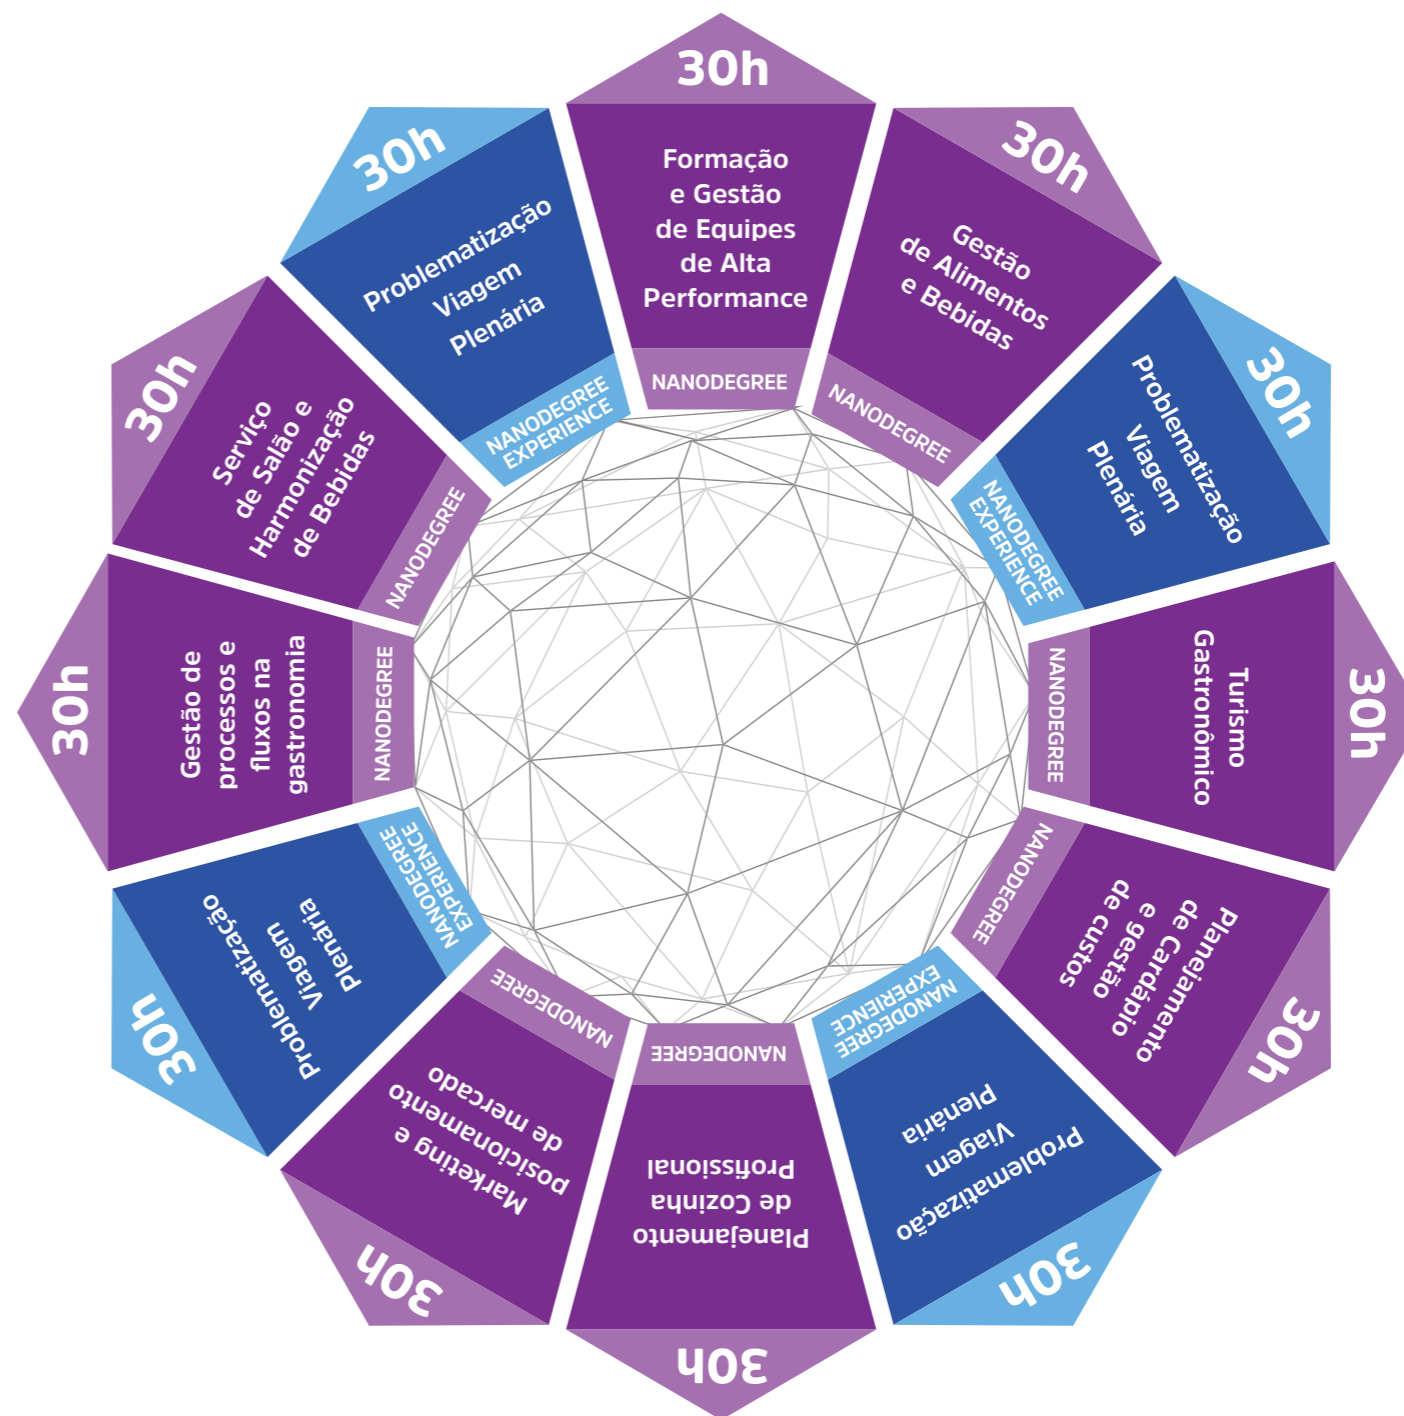 30h
Formação
e Gestão
de Equipes
de Alta
Performance
NANODEGREE
30h
Gestão
de Alimentos
e Bebidas
NANODEGREE
30h
Problematização
Viagem
Plenária
NANODEGREE
EXPERIENCE
30h
Turismo
Gastronômico
NANODEGREE
30h
Planejamento
de Cardápio
e gestão
de custos
NANODEGREE
30h
Problematização
Viagem
Plenária
NANODEGREE
EXPERIENCE
30h
Planejamento
de Cozinha
Profissional
NANODEGREE
30h
Marketing e
posicionamento
de mercado
NANODEGREE
30h
Problematização
Viagem
Plenária
NANODEGREE
EXPERIENCE
30h
Gestão de
processos e
fluxos na
gastronomia
NANODEGREE
30h
Serviço
de Salão e
Harmonização
de Bebidas
NANODEGREE
30h
Problematização
Viagem
Plenária
NANODEGREE
EXPERIENCE